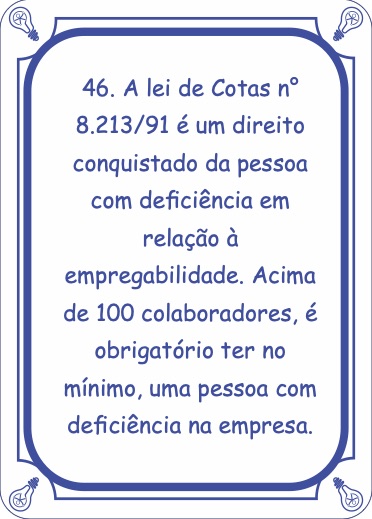 46. A lei de Cotas n°
8.213/91 é um direito
conquistado da pessoa
com deficiência em
relação à
empregabilidade. Acima
de 100 colaboradores, é
obrigatório ter no
mínimo, uma pessoa com
deficiência na empresa.